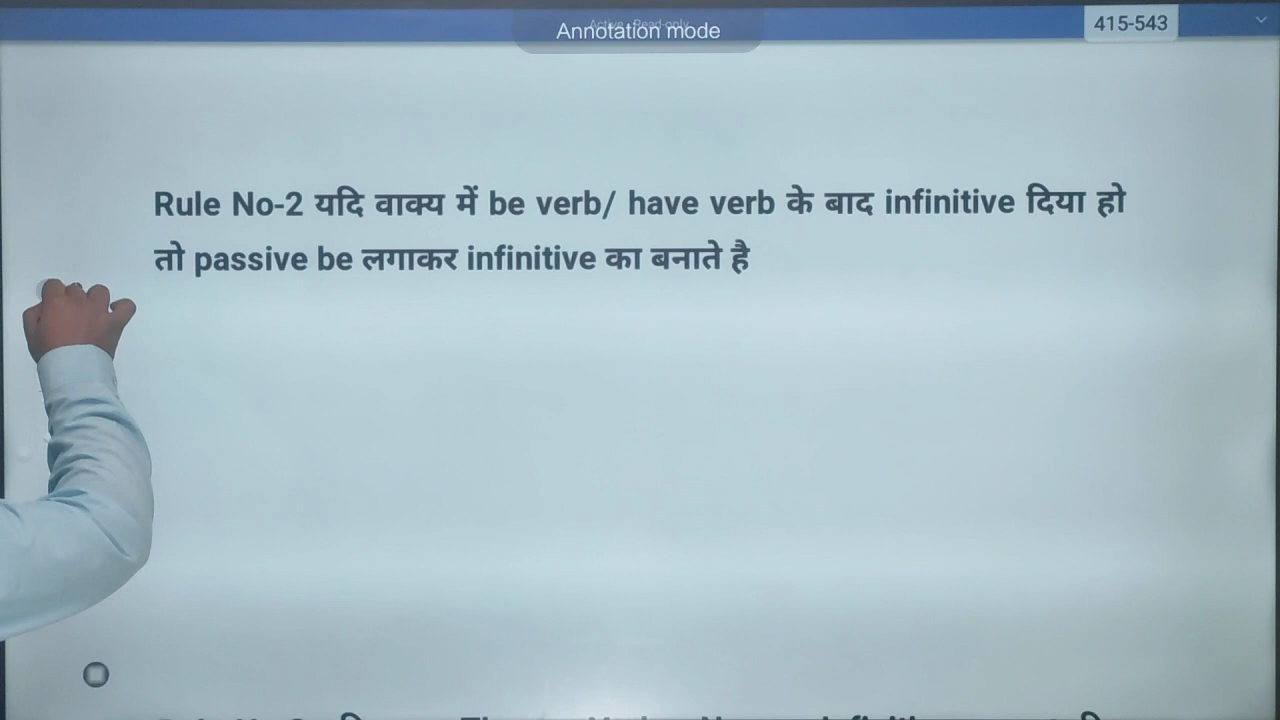 Annotation mode
415-543
Rule No-2 यदि वाक्य में be verb/ have verb के बाद infinitive दिया हो
तो passive be लगाकर infinitive का बनाते है